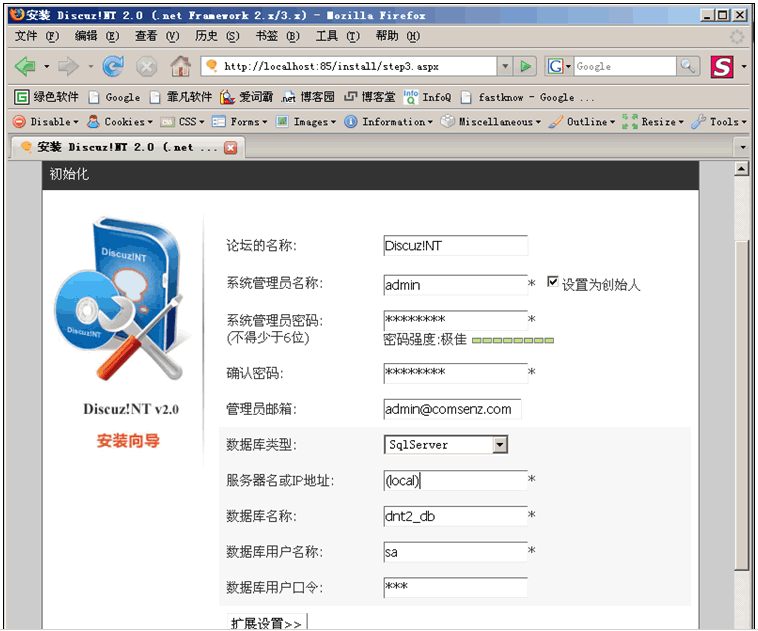 安装 Discuz!NT 2.0 (.net Framework 2.x/3.x) - Mozilla Firefox
文件 (F) 编辑 (E) 查看 (V) 历史 (S) 书签 (B) 工具 (T) 帮助 (H)
http://localhost:85/install/step3.aspx Google
绿色软件 Google 霏凡软件 爱词霸 博客园 博客堂 InfoQ fastknow - Google ...
Disable Cookies CSS Forms Images Information Miscellaneous Outline Resize Tools
安装 Discuz!NT 2.0 (.net ...
初始化
Discuz!NT
Discuz!NT
论坛的名称: Discuz!NT
系统管理员名称: admin * 设置为创始人
系统管理员密码: ******** *
(不得少于6位) 密码强度:极佳
确认密码: ******** *
Discuz!NT v2.0
管理员邮箱: admin@comsenz.com
安装向导
数据库类型: SqlServer
服务器名或IP地址: (local) *
数据库名称: dnt2_db *
数据库用户名称: sa *
数据库用户口令: ***
扩展设置>>